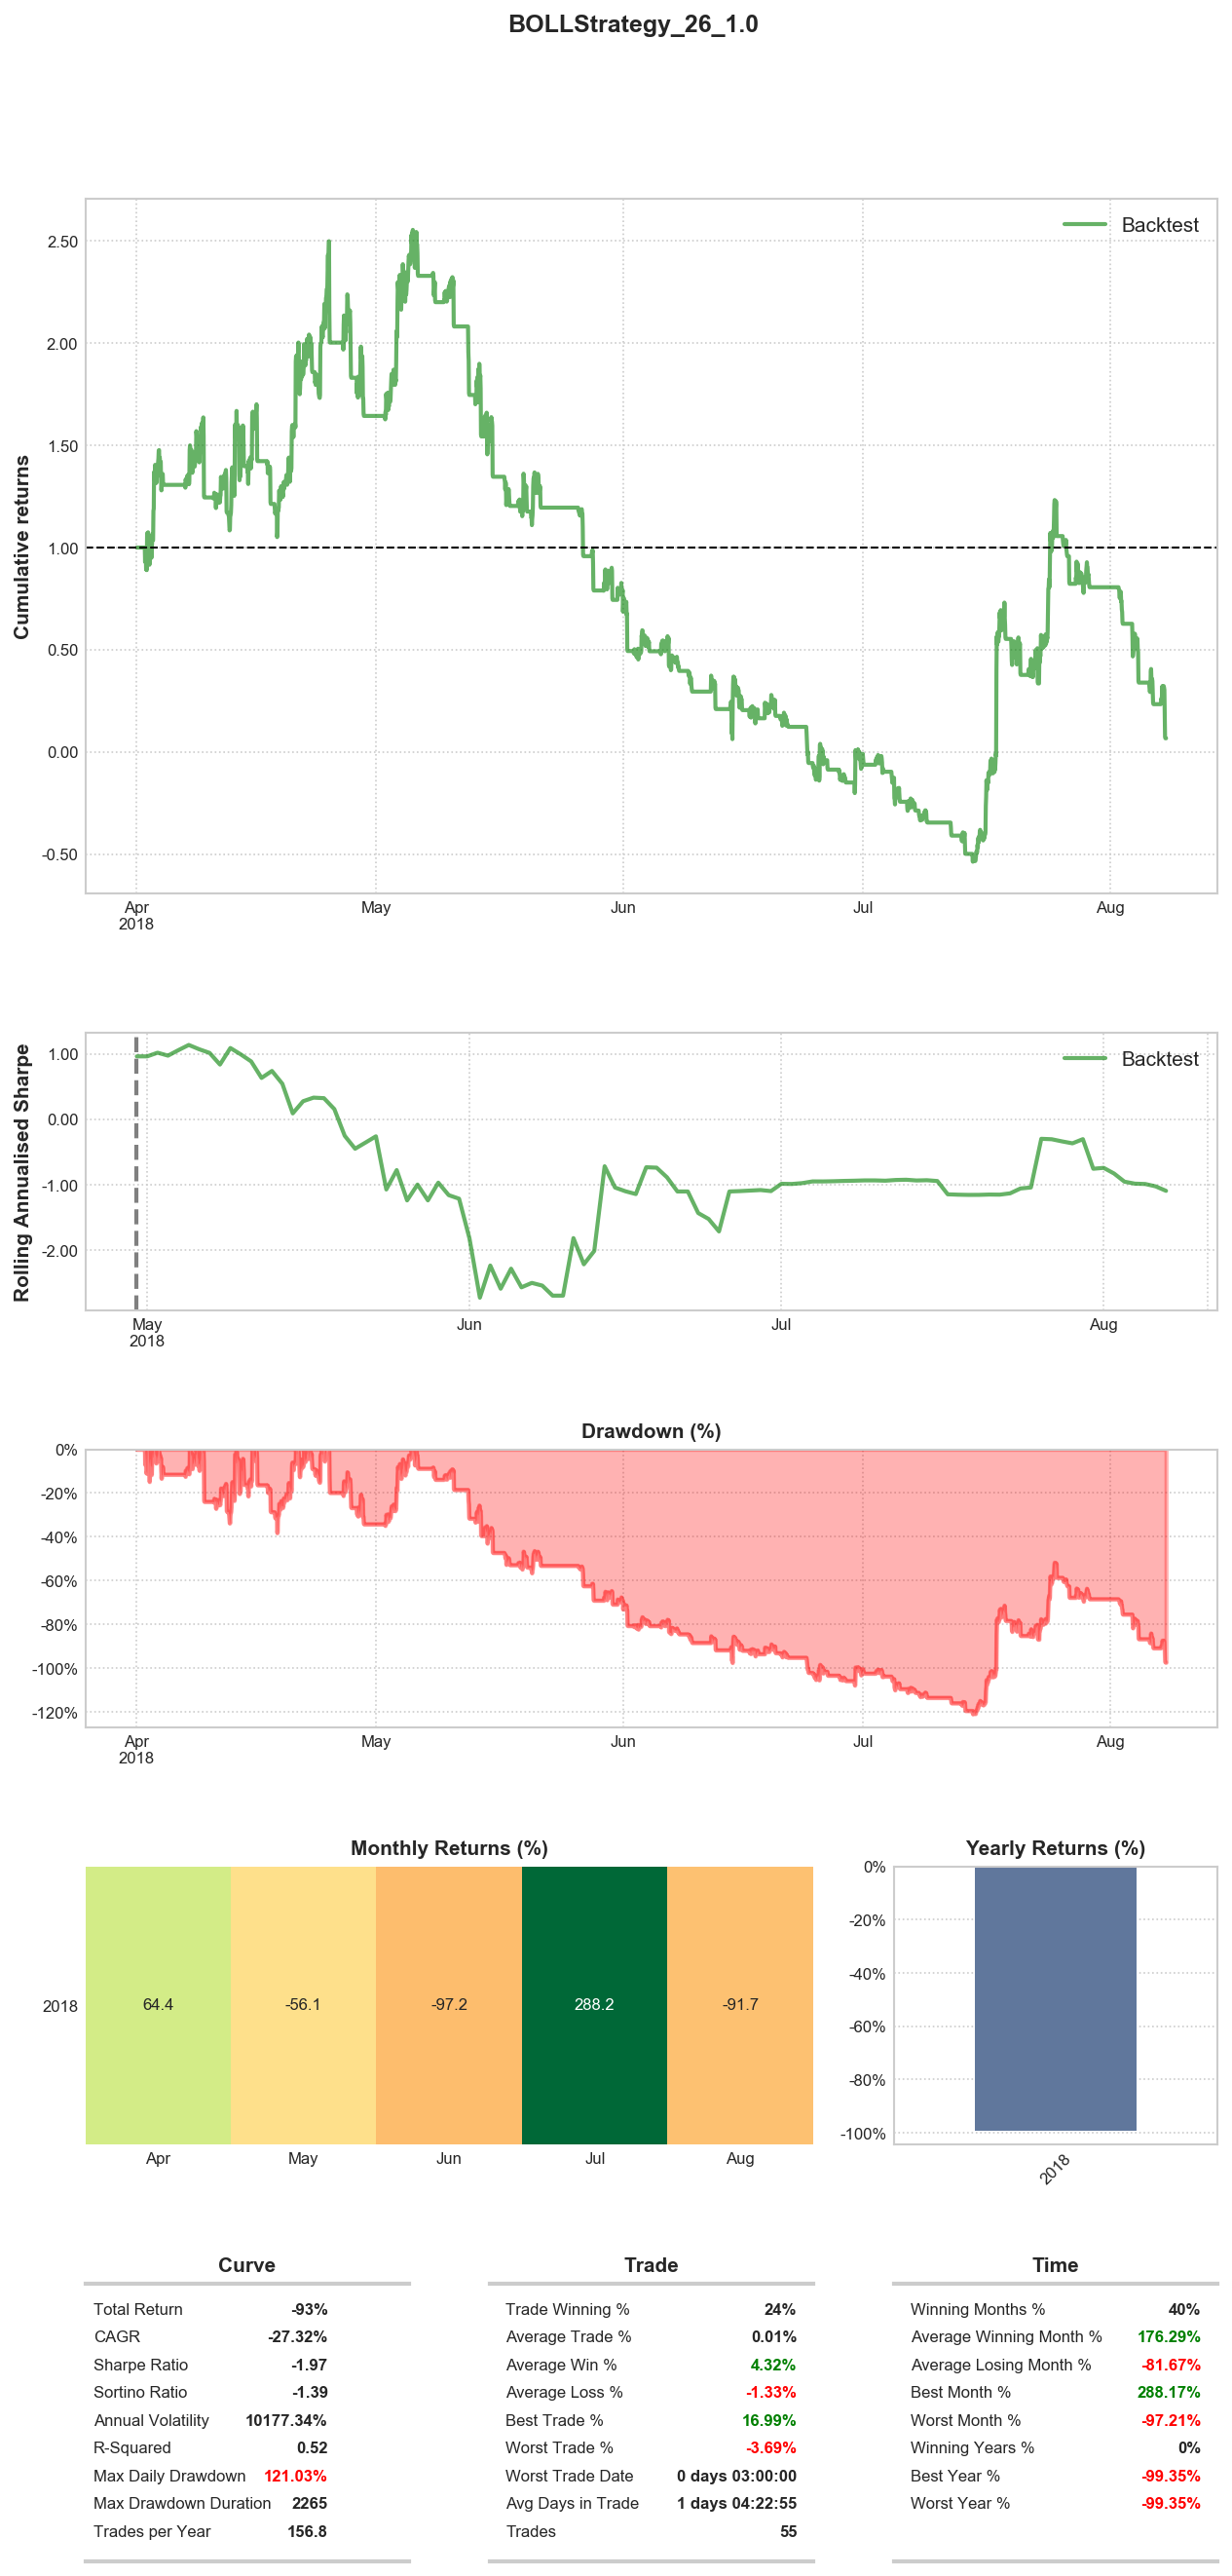 BOLLStrategy_26_1.0
Cumulative returns
Backtest
2.50
2.00
1.50
1.00
0.50
0.00
-0.50
Apr May Jun Jul Aug
2018
Rolling Annualised Sharpe
Backtest
1.00
0.00
-1.00
-2.00
May Jun Jul Aug
2018
Drawdown (%)
0%
-20%
-40%
-60%
-80%
-100%
-120%
Apr May Jun Jul Aug
2018
Monthly Returns (%)
2018 64.4 -56.1 -97.2 288.2 -91.7
Apr May Jun Jul Aug
Yearly Returns (%)
0%
-20%
-40%
-60%
-80%
-100%
2018
Curve
Total Return -93%
CAGR -27.32%
Sharpe Ratio -1.97
Sortino Ratio -1.39
Annual Volatility 10177.34%
R-Squared 0.52
Max Daily Drawdown 121.03%
Max Drawdown Duration 2265
Trades per Year 156.8
Trade
Trade Winning % 24%
Average Trade % 0.01%
Average Win % 4.32%
Average Loss % -1.33%
Best Trade % 16.99%
Worst Trade % -3.69%
Worst Trade Date 0 days 03:00:00
Avg Days in Trade 1 days 04:22:55
Trades 55
Time
Winning Months % 40%
Average Winning Month % 176.29%
Average Losing Month % -81.67%
Best Month % 288.17%
Worst Month % -97.21%
Winning Years % 0%
Best Year % -99.35%
Worst Year % -99.35%